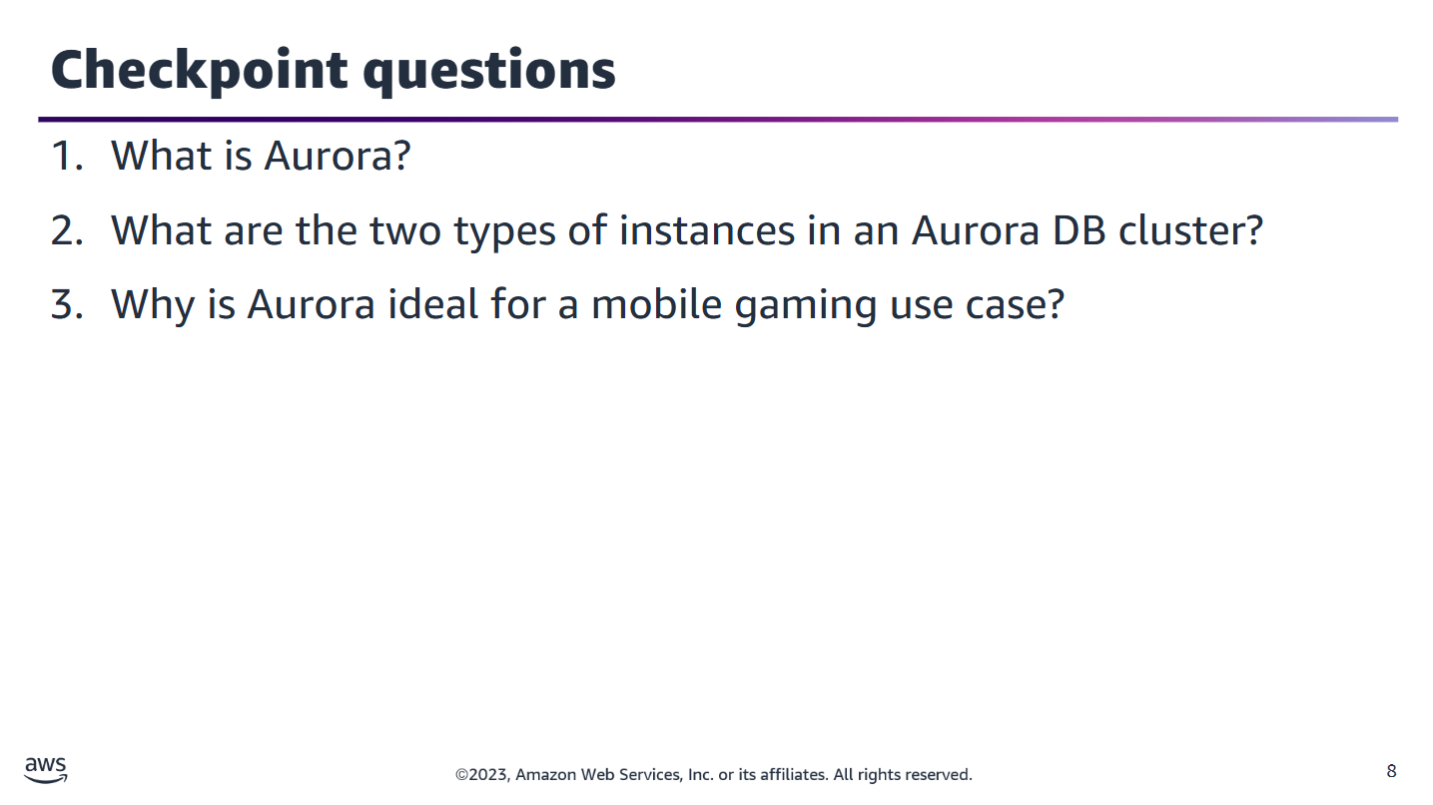 Checkpoint questions
1. What is Aurora?
2. What are the two types of instances in an Aurora DB cluster?
3. Why is Aurora ideal for a mobile gaming use case?
aws
©2023, Amazon Web Services, Inc. or its affiliates. All rights reserved.
8